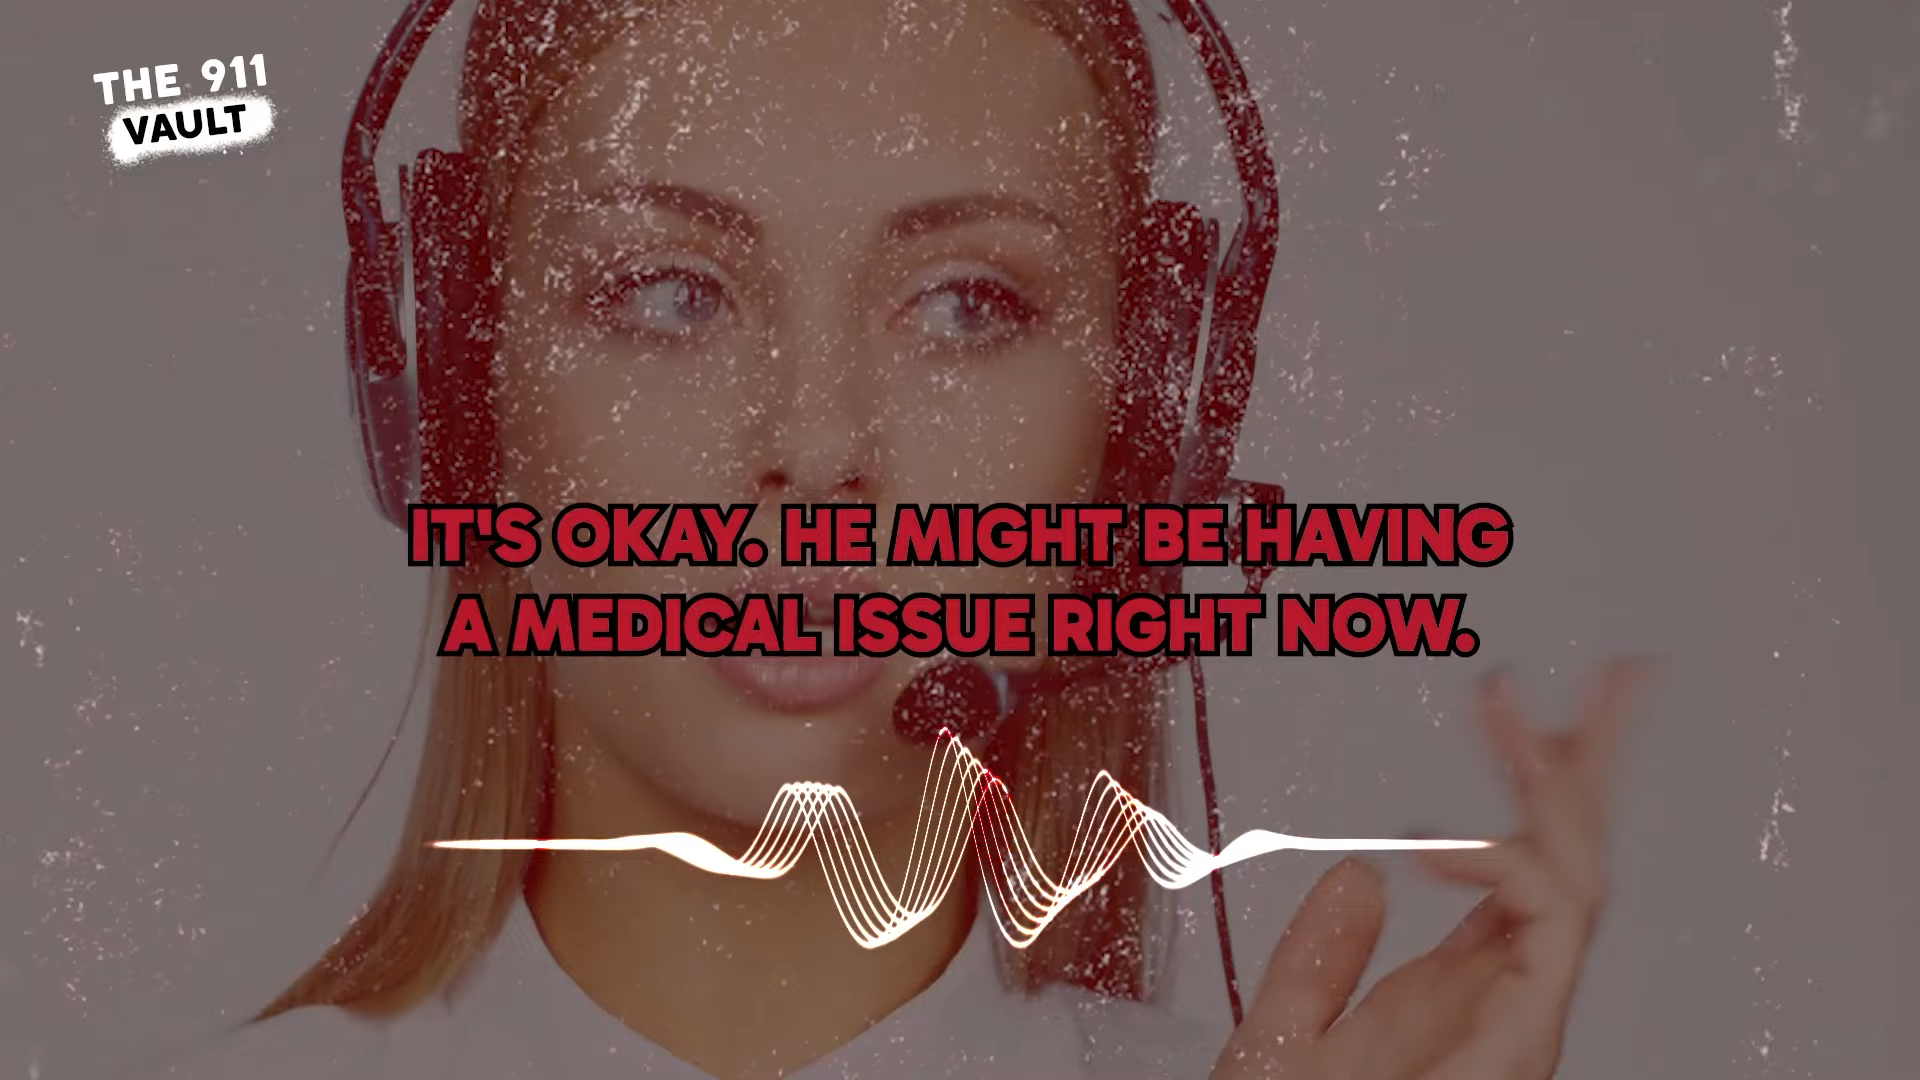 THE 911
VAULT
IT'S OKAY. HE MIGHT BE HAVING
A MEDICAL ISSUE RIGHT NOW.